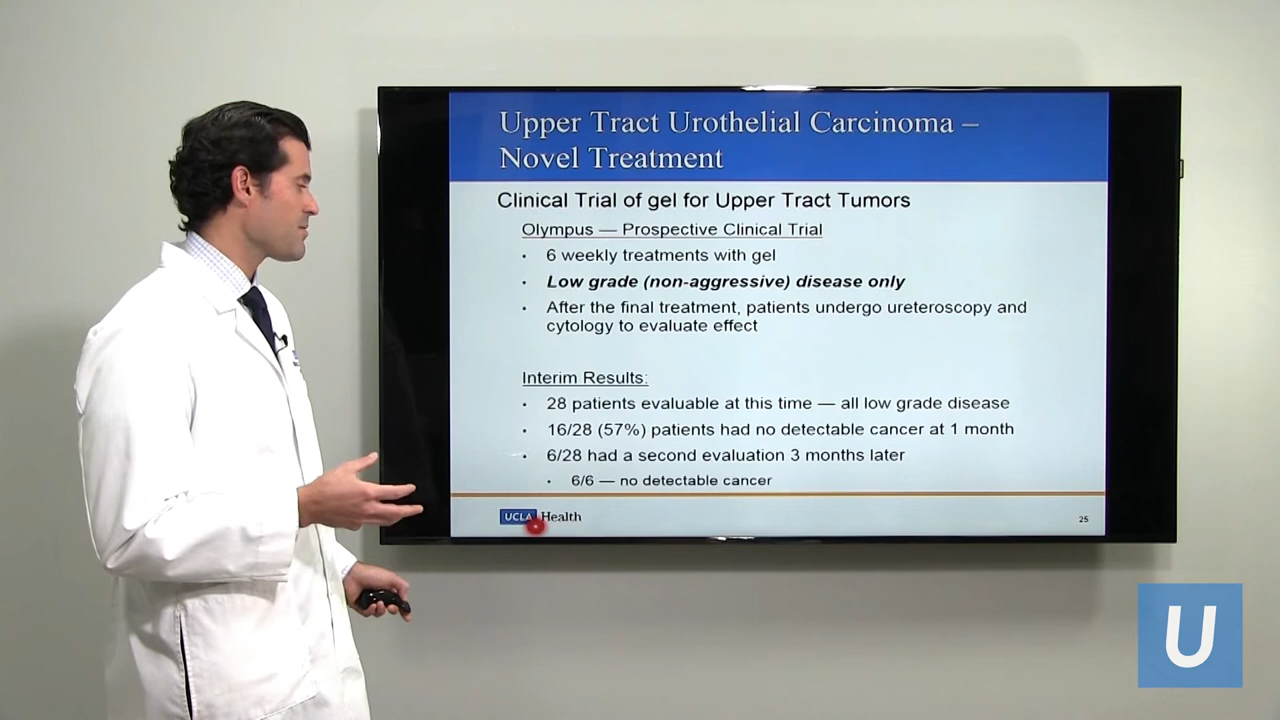 Upper Tract Urothelial Carcinoma –
Novel Treatment
Clinical Trial of gel for Upper Tract Tumors
Olympus — Prospective Clinical Trial
• 6 weekly treatments with gel
• Low grade (non-aggressive) disease only
• After the final treatment, patients undergo ureteroscopy and
cytology to evaluate effect
Interim Results:
• 28 patients evaluable at this time — all low grade disease
• 16/28 (57%) patients had no detectable cancer at 1 month
• 6/28 had a second evaluation 3 months later
• 6/6 — no detectable cancer
UCLA Health
25
U